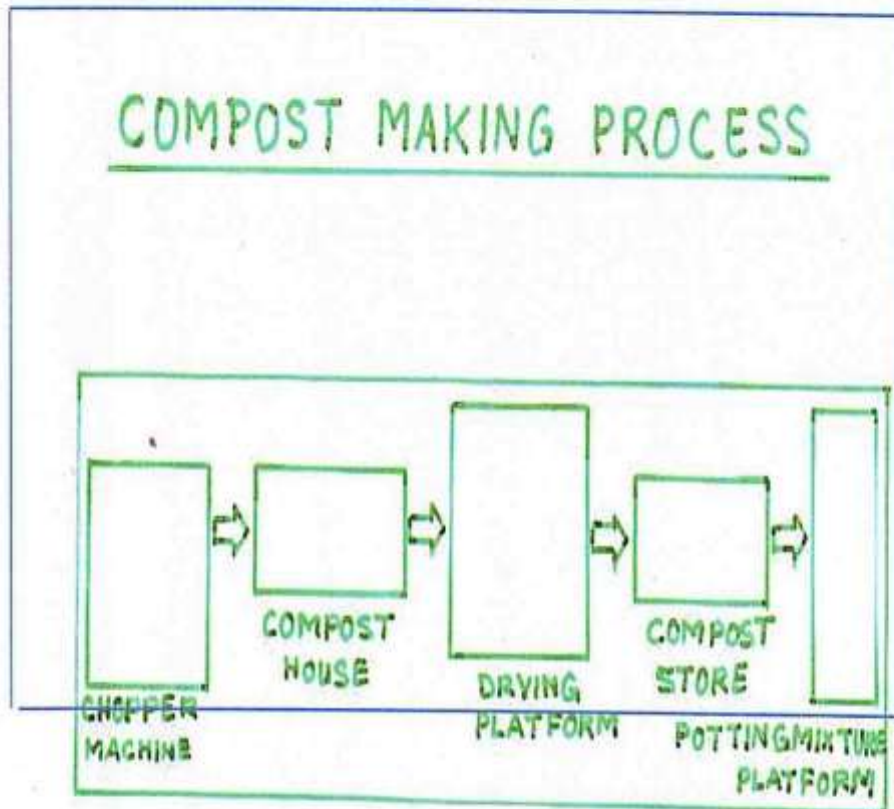 COMPOST MAKING PROCESS
CHOPPER
MACHINE
COMPOST
HOUSE
DRYING
PLATFORM
COMPOST
STORE
POTTINGMIXTURE
PLATFORM